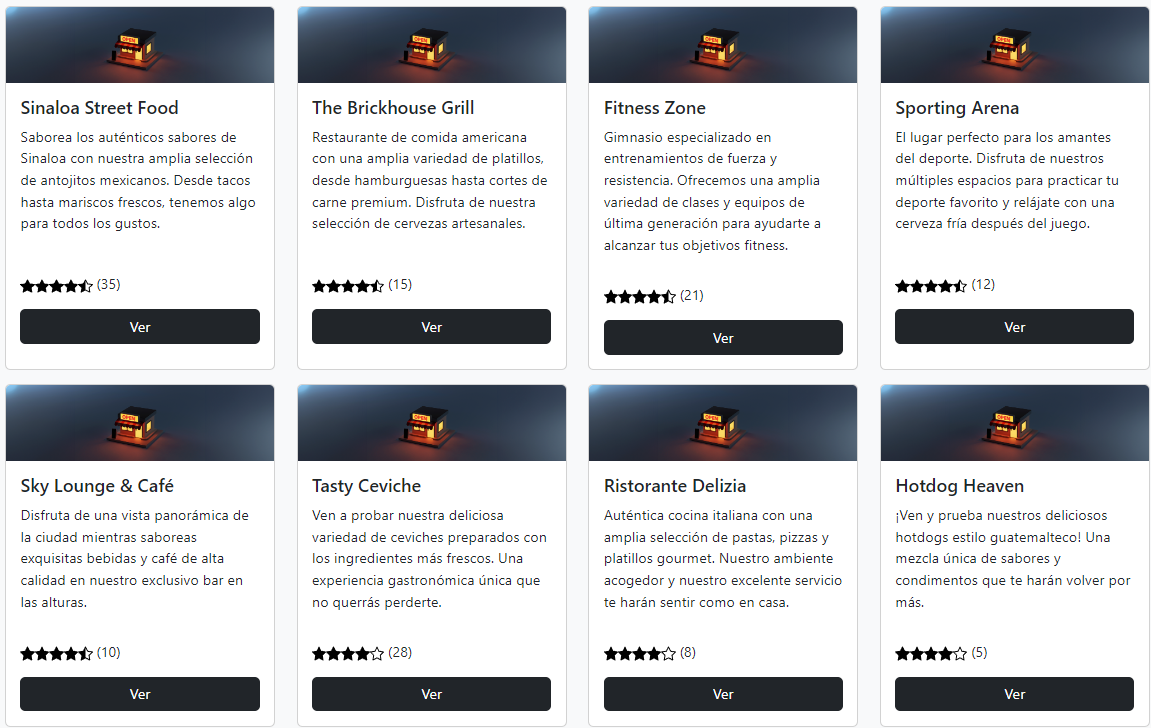 OPEN
Sinaloa Street Food
Saborea los auténticos sabores de
Sinaloa con nuestra amplia selección
de antojitos mexicanos. Desde tacos
hasta mariscos frescos, tenemos algo
para todos los gustos.
(35)
Ver
OPEN
The Brickhouse Grill
Restaurante de comida americana
con una amplia variedad de platillos,
desde hamburguesas hasta cortes de
carne premium. Disfruta de nuestra
selección de cervezas artesanales.
(15)
Ver
OPEN
Fitness Zone
Gimnasio especializado en
entrenamientos de fuerza y
resistencia. Ofrecemos una amplia
variedad de clases y equipos de
última generación para ayudarte a
alcanzar tus objetivos fitness.
(21)
Ver
OPEN
Sporting Arena
El lugar perfecto para los amantes
del deporte. Disfruta de nuestros
múltiples espacios para practicar tu
deporte favorito y relájate con una
cerveza fría después del juego.
(12)
Ver
OPEN
Sky Lounge & Café
Disfruta de una vista panorámica de
la ciudad mientras saboreas
exquisitas bebidas y café de alta
calidad en nuestro exclusivo bar en
las alturas.
(10)
Ver
OPEN
Tasty Ceviche
Ven a probar nuestra deliciosa
variedad de ceviches preparados con
los ingredientes más frescos. Una
experiencia gastronómica única que
no querrás perderte.
(28)
Ver
OPEN
Ristorante Delizia
Auténtica cocina italiana con una
amplia selección de pastas, pizzas y
platillos gourmet. Nuestro ambiente
acogedor y nuestro excelente servicio
te harán sentir como en casa.
(8)
Ver
OPEN
Hotdog Heaven
¡Ven y prueba nuestros deliciosos
hotdogs estilo guatemalteco! Una
mezcla única de sabores y
condimentos que te harán volver por
más.
(5)
Ver